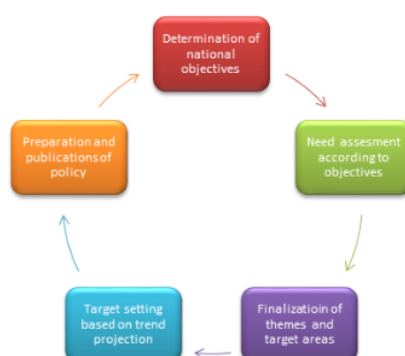 Determination of
national
objectives
Need assesment
according to
objectives
Finalizatioin of
themes and
target areas
Target setting
based on trend
projection
Preparation and
publications of
policy